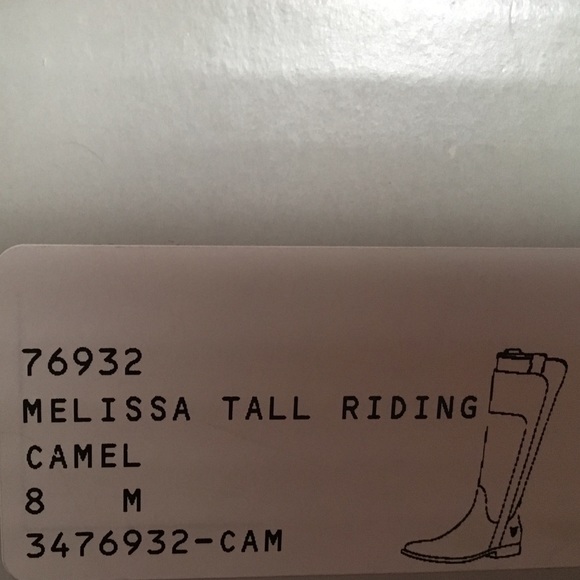 76932
MELISSA TALL RIDING
CAMEL
8 M
3476932-CAM